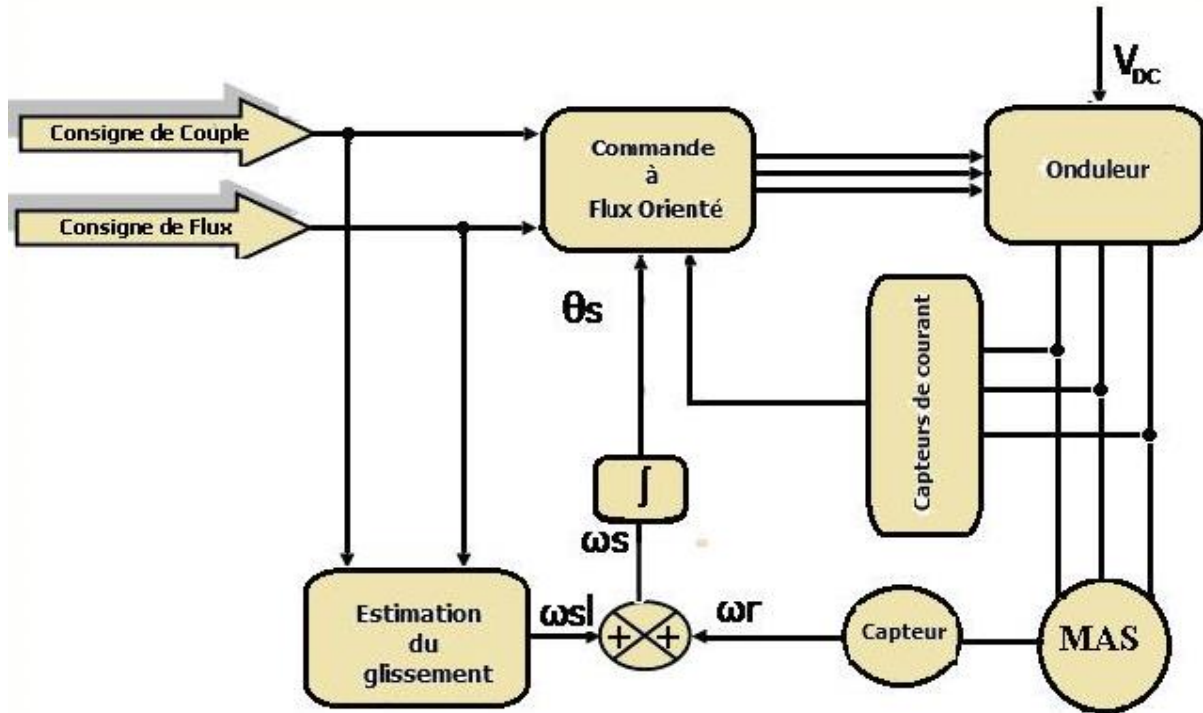 V_DC
Consigne de Couple
Commande
à
Flux Orienté
Onduleur
Consigne de Flux
θs
Capteurs de courant
∫
ωs
Estimation
du
glissement
ωsl
+ +
ωr
Capteur
MAS